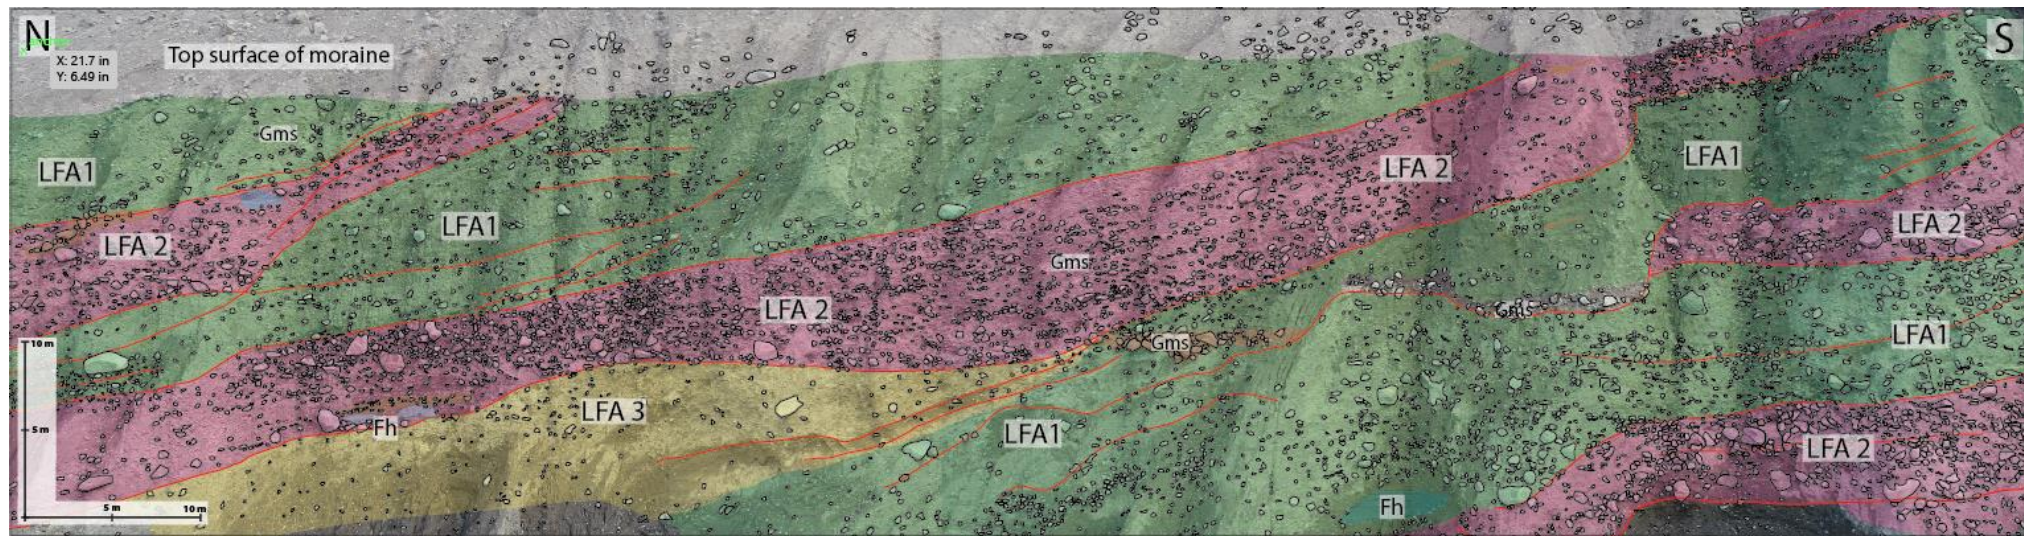 N
S
X: 21.7 in
Y: 6.49 in
Top surface of moraine
Gms
LFA1
LFA 2
LFA1
LFA 2
LFA 2
Gms
LFA1
LFA 2
Gms
Gms
LFA1
LFA 3
Fh
LFA1
LFA 2
Fh
10 m
5 m
5 m
10 m